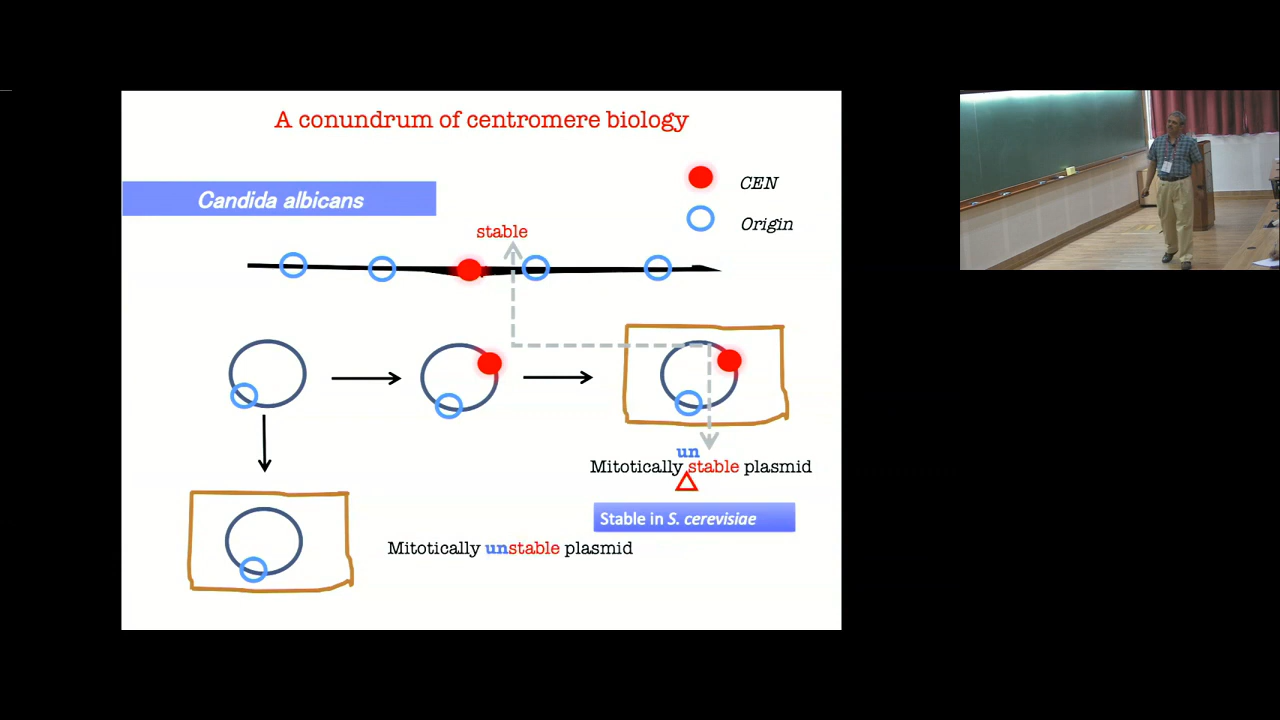 A conundrum of centromere biology
CEN
Candida albicans
Origin
stable
un
Mitotically stable plasmid
Stable in S. cerevisiae
Mitotically unstable plasmid